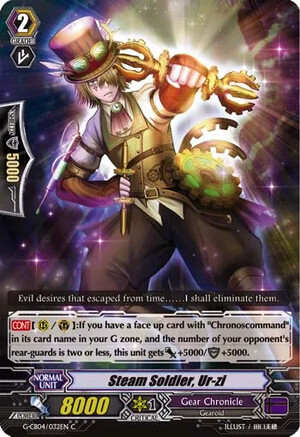 2
GRADE
5000
SHIELD
Evil desires that escaped from time......I shall eliminate them.
CONT [ / ]:If you have a face up card with "Chronoscommand"
in its card name in your G zone, and the number of your opponent's
rear-guards is two or less, this unit gets +5000/ +5000.
NORMAL UNIT
Steam Soldier, Ur-zi
POWER 8000 1 CRITICAL
Gear Chronicle
Gearoid
G-CB04/032EN C
ILLUST /